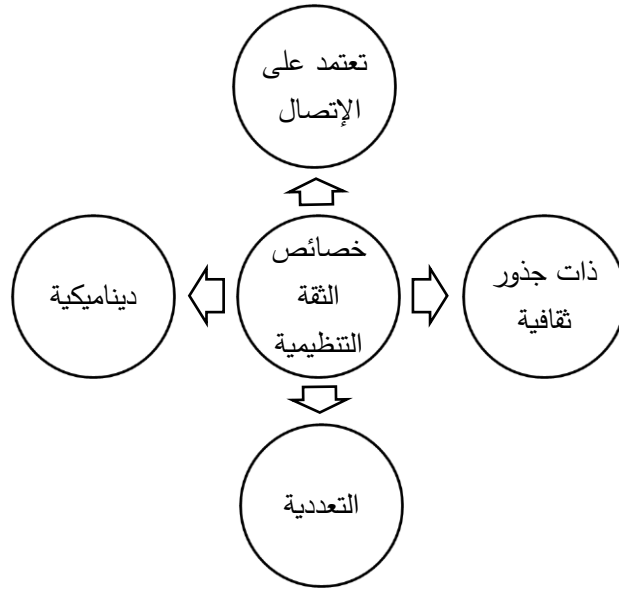 تعتمد على
الإتصال
خصائص
الثقة
التنظيمية
ذات جذور
ثقافية
ديناميكية
التعددية